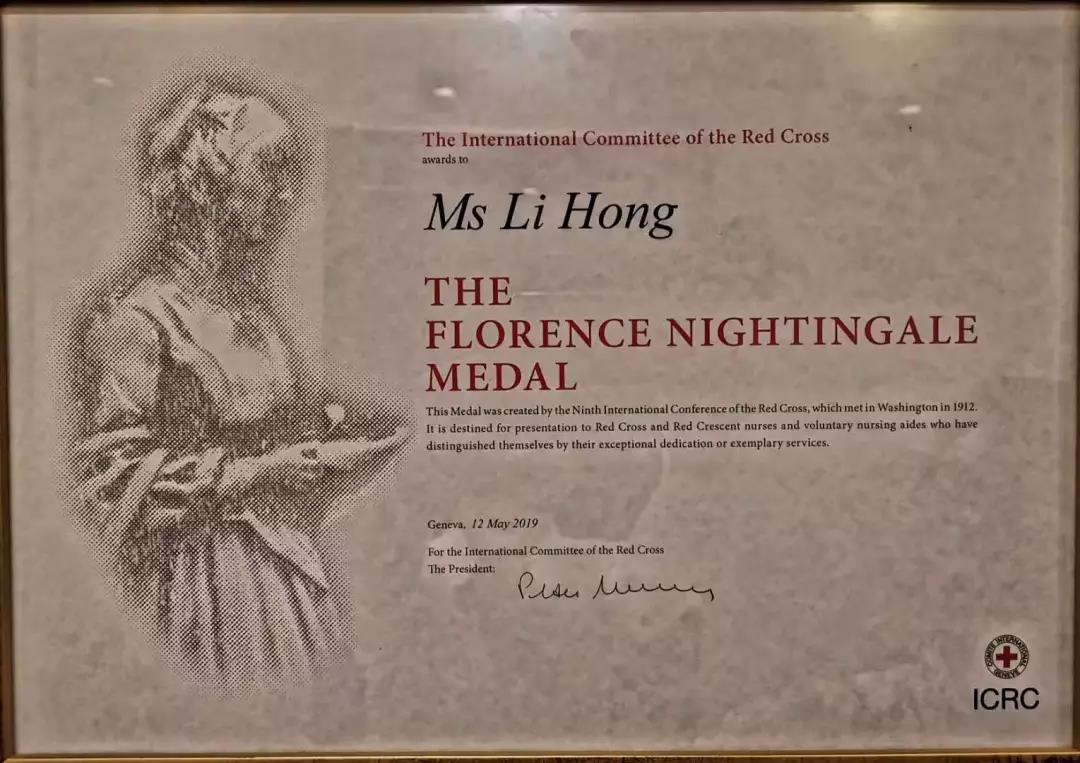 The International Committee of the Red Cross
awards to
Ms Li Hong
THE
FLORENCE NIGHTINGALE
MEDAL
This Medal was created by the Ninth International Conference of the Red Cross, which met in Washington in 1912.
It is destined for presentation to Red Cross and Red Crescent nurses and voluntary nursing aides who have
distinguished themselves by their exceptional dedication or exemplary services.
Geneva, 12 May 2019
For the International Committee of the Red Cross
The President:
COMITE INTERNATIONAL
GENEVE
ICRC